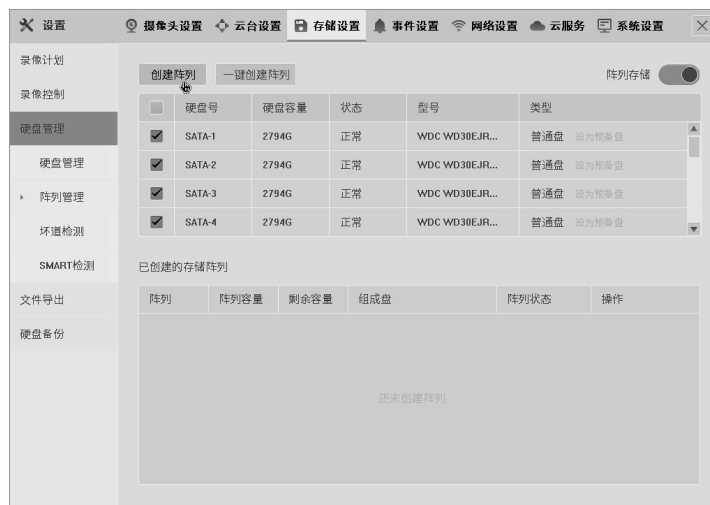 设置 摄像头设置 云台设置 存储设置 事件设置 网络设置 云服务 系统设置
录像计划
录像控制
硬盘管理
硬盘管理
阵列管理
坏道检测
SMART检测
文件导出
硬盘备份
创建阵列 一键创建阵列 阵列存储
硬盘号 硬盘容量 状态 型号 类型
SATA-1 2794G 正常 WDC WD30EJR... 普通盘 设为预备盘
SATA-2 2794G 正常 WDC WD30EJR... 普通盘 设为预备盘
SATA-3 2794G 正常 WDC WD30EJR... 普通盘 设为预备盘
SATA-4 2794G 正常 WDC WD30EJR... 普通盘 设为预备盘
已创建的存储阵列
阵列 阵列容量 剩余容量 组成盘 阵列状态 操作
还未创建阵列